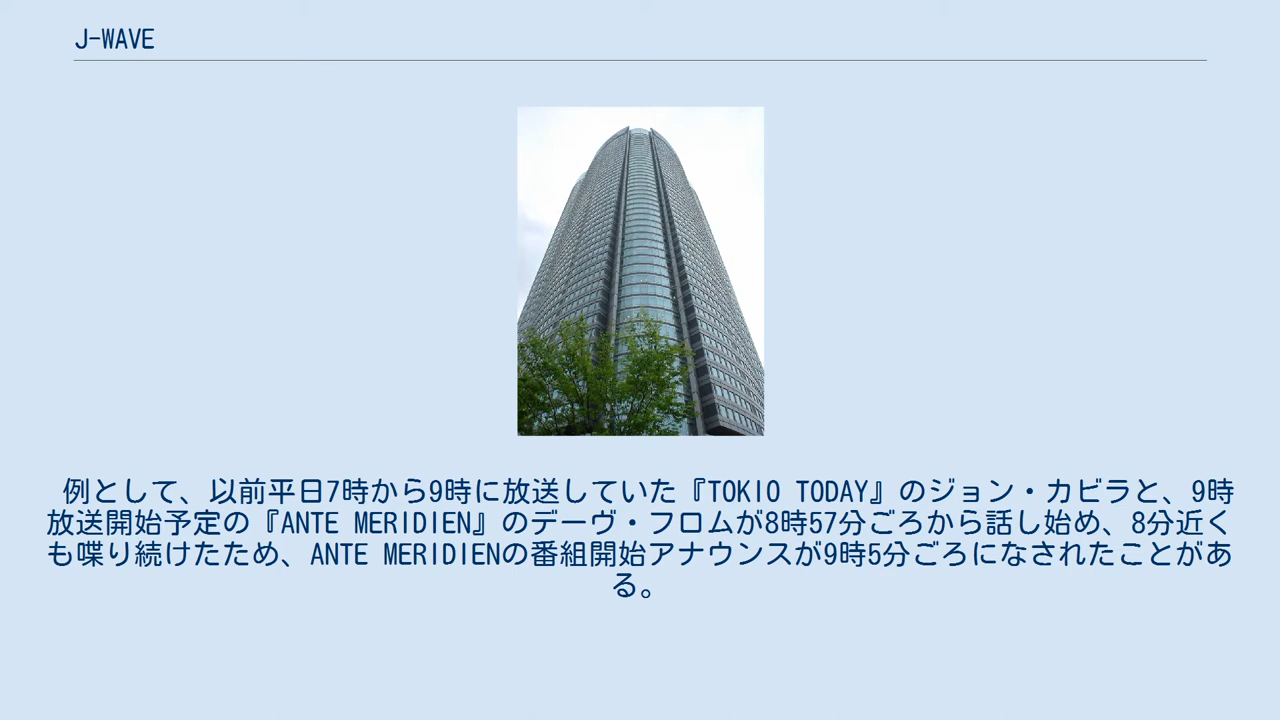 J-WAVE
例として、以前平日7時から9時に放送していた『TOKIO TODAY』のジョン・カビラと、9時
放送開始予定の『ANTE MERIDIEN』のデーヴ・フロムが8時57分ごろから話し始め、8分近く
も喋り続けたため、ANTE MERIDIENの番組開始アナウンスが9時5分ごろになされたことがあ
る。